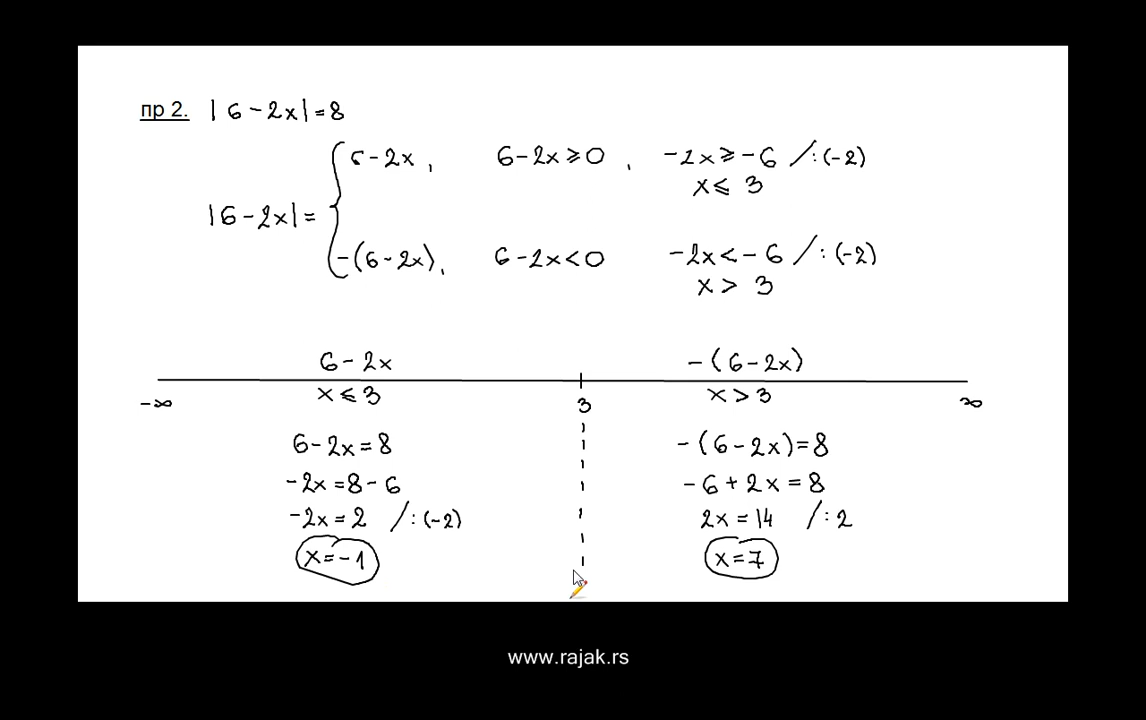 пр 2. |6-2x|=8
6-2x, 6-2x≥0, -2x≥-6 /:(-2)
x≤3
|6-2x|=
-(6-2x), 6-2x<0 -2x<-6 /:(-2)
x>3
6-2x -(6-2x)
x≤3 x>3
-∞ 3 ∞
6-2x=8 -(6-2x)=8
-2x=8-6 -6+2x=8
-2x=2 /:(-2) 2x=14 /:2
x=-1 x=7
www.rajak.rs